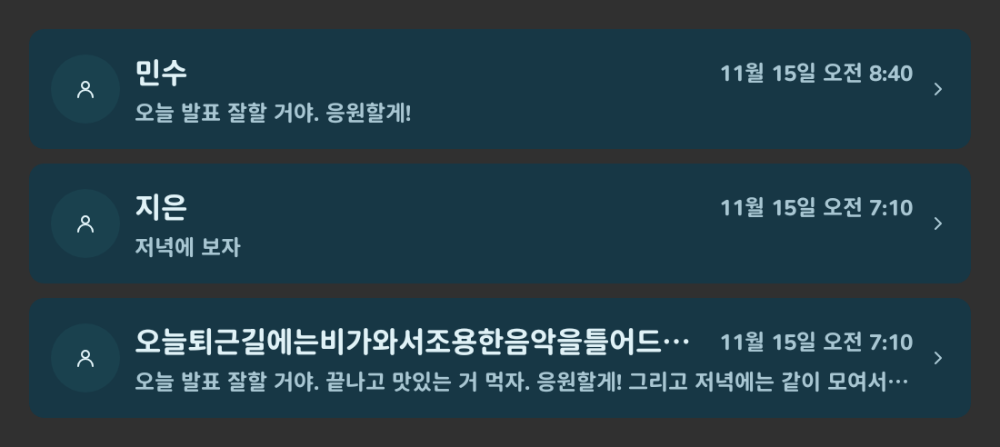 민수
11월 15일 오전 8:40
오늘 발표 잘할 거야. 응원할게!
지은
11월 15일 오전 7:10
저녁에 보자
오늘퇴근길에는비가와서조용한음악을틀어드…
11월 15일 오전 7:10
오늘 발표 잘할 거야. 끝나고 맛있는 거 먹자. 응원할게! 그리고 저녁에는 같이 모여서…